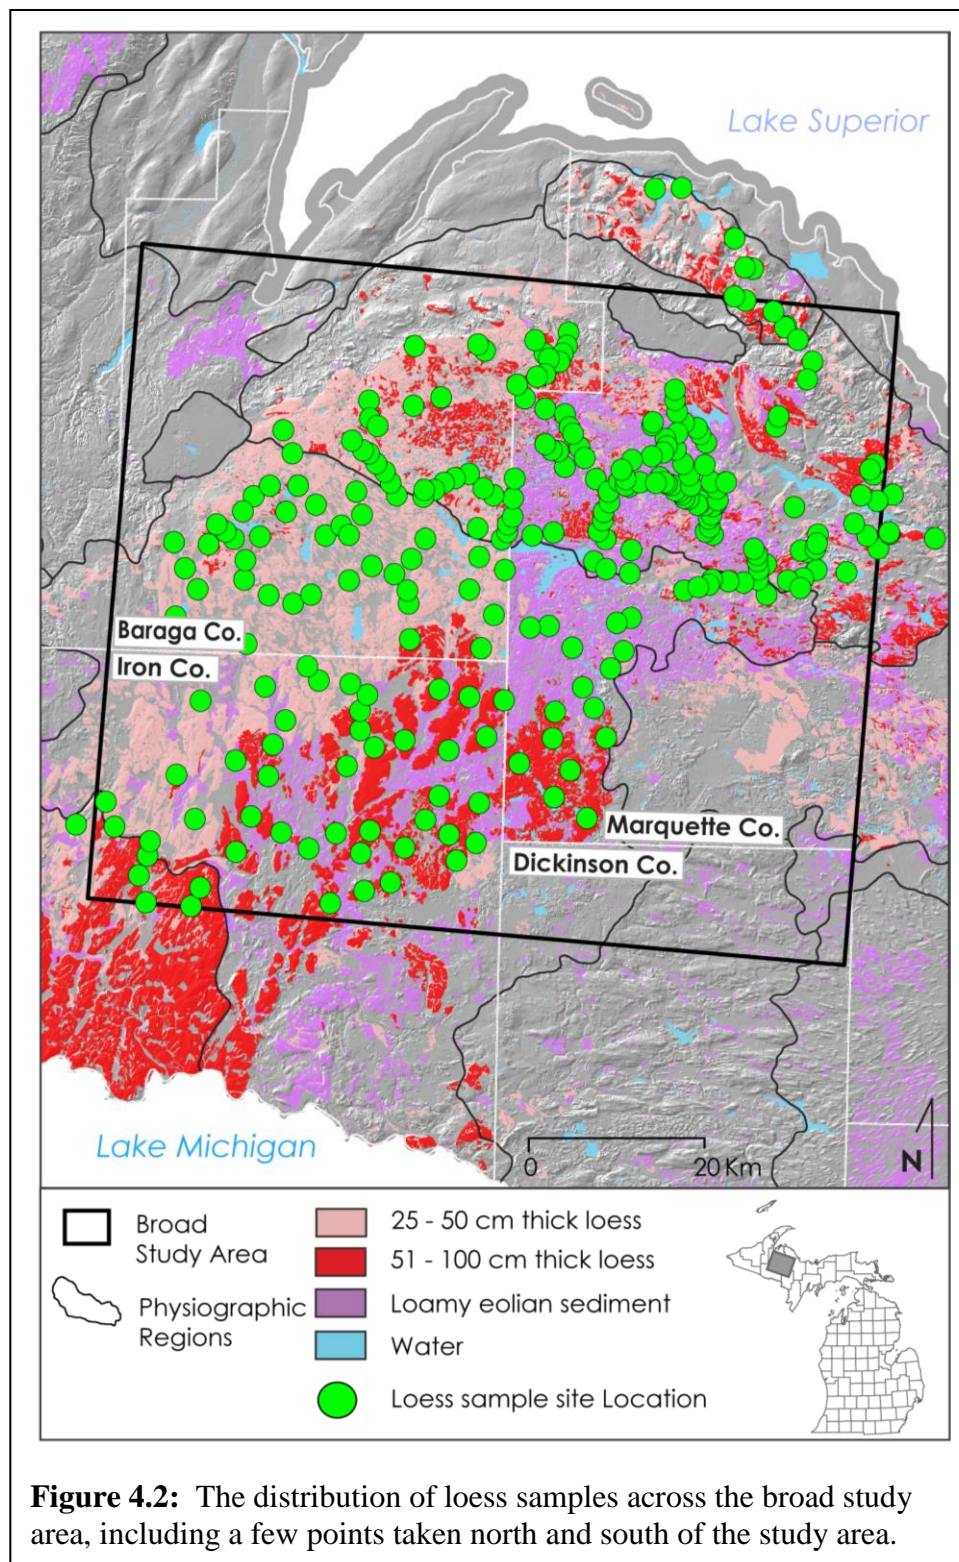 Lake Superior
Baraga Co.
Iron Co.
Marquette Co.
Dickinson Co.
Lake Michigan
0 20 Km
N
Broad
Study Area
Physiographic
Regions
25 - 50 cm thick loess
51 - 100 cm thick loess
Loamy eolian sediment
Water
Loess sample site Location
Figure 4.2: The distribution of loess samples across the broad study
area, including a few points taken north and south of the study area.